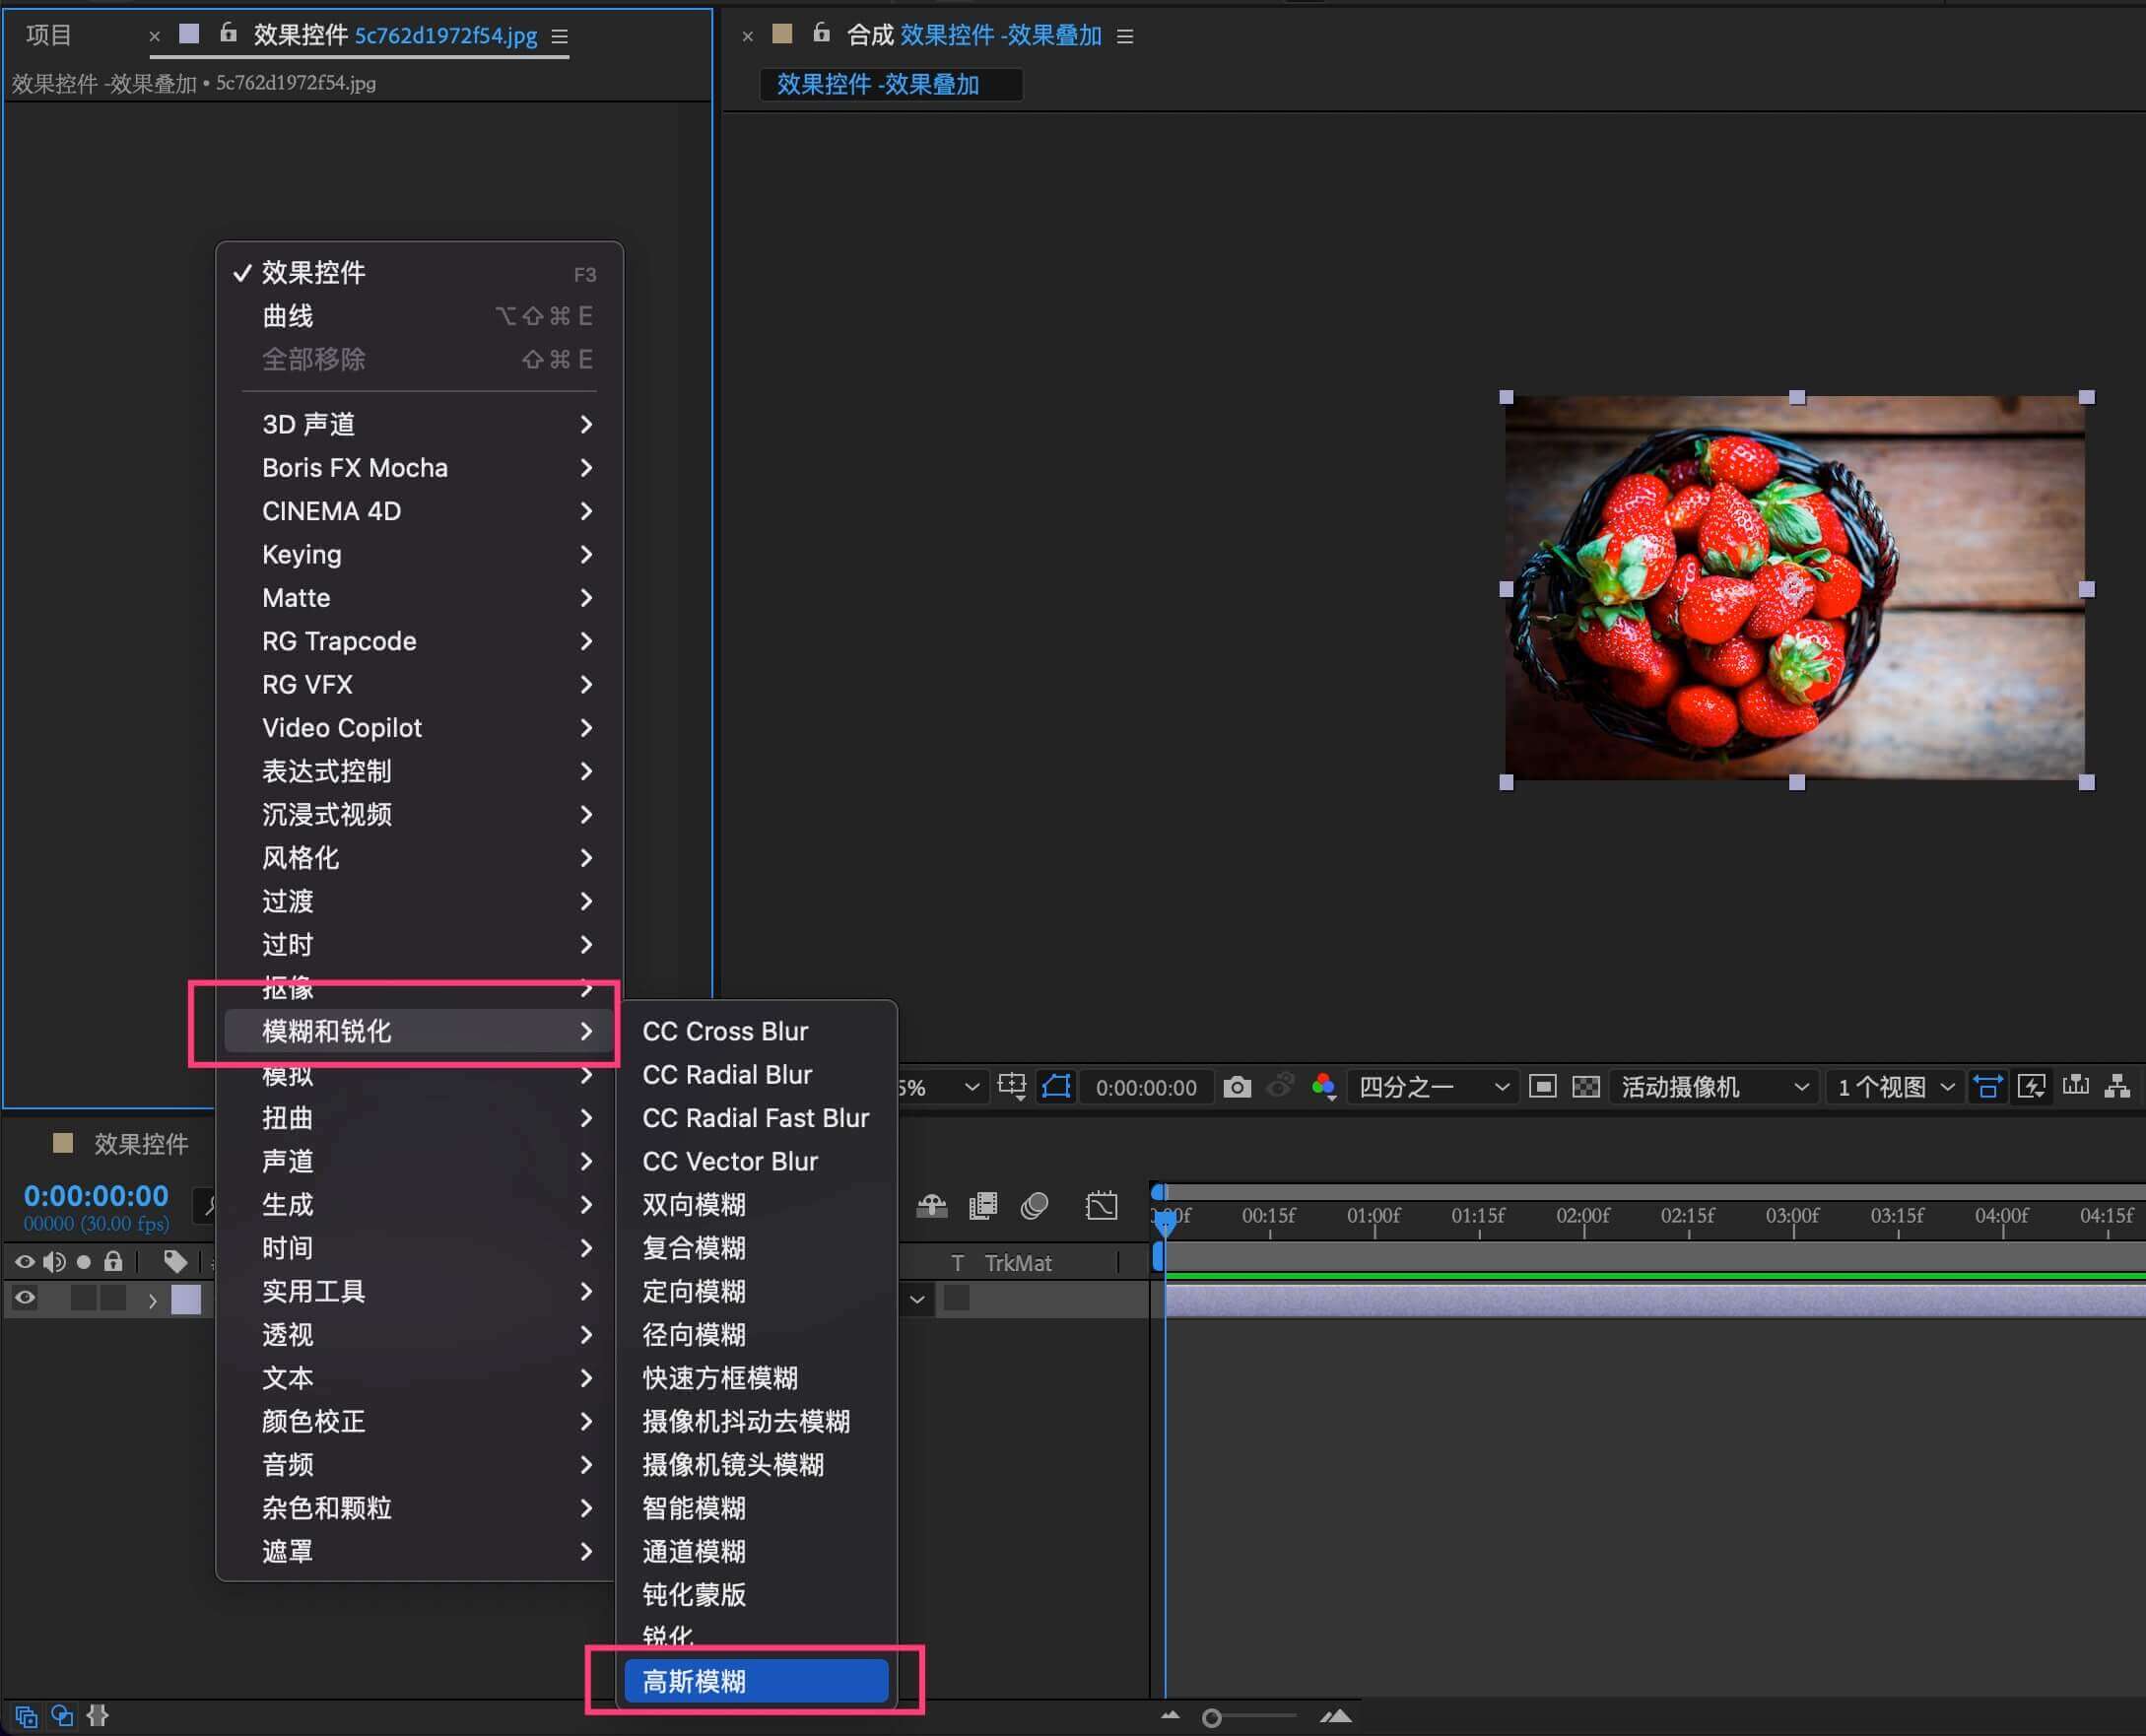 项目
× 效果控件 5c762d1972f54.jpg
效果控件 -效果叠加 • 5c762d1972f54.jpg
× 合成 效果控件 -效果叠加
效果控件 -效果叠加
✓ 效果控件 F3
曲线 ⌥⇧⌘E
全部移除 ⇧⌘E
3D 声道
Boris FX Mocha
CINEMA 4D
Keying
Matte
RG Trapcode
RG VFX
Video Copilot
表达式控制
沉浸式视频
风格化
过渡
过时
抠像
模糊和锐化
模拟
扭曲
声道
生成
时间
实用工具
透视
文本
颜色校正
音频
杂色和颗粒
遮罩
CC Cross Blur
CC Radial Blur
CC Radial Fast Blur
CC Vector Blur
双向模糊
复合模糊
定向模糊
径向模糊
快速方框模糊
摄像机抖动去模糊
摄像机镜头模糊
智能模糊
通道模糊
钝化蒙版
锐化
高斯模糊
5% 0:00:00:00 四分之一 活动摄像机 1 个视图
效果控件
0:00:00:00
00000 (30.00 fps)
00:15f 01:00f 01:15f 02:00f 02:15f 03:00f 03:15f 04:00f 04:15f
T TrkMat